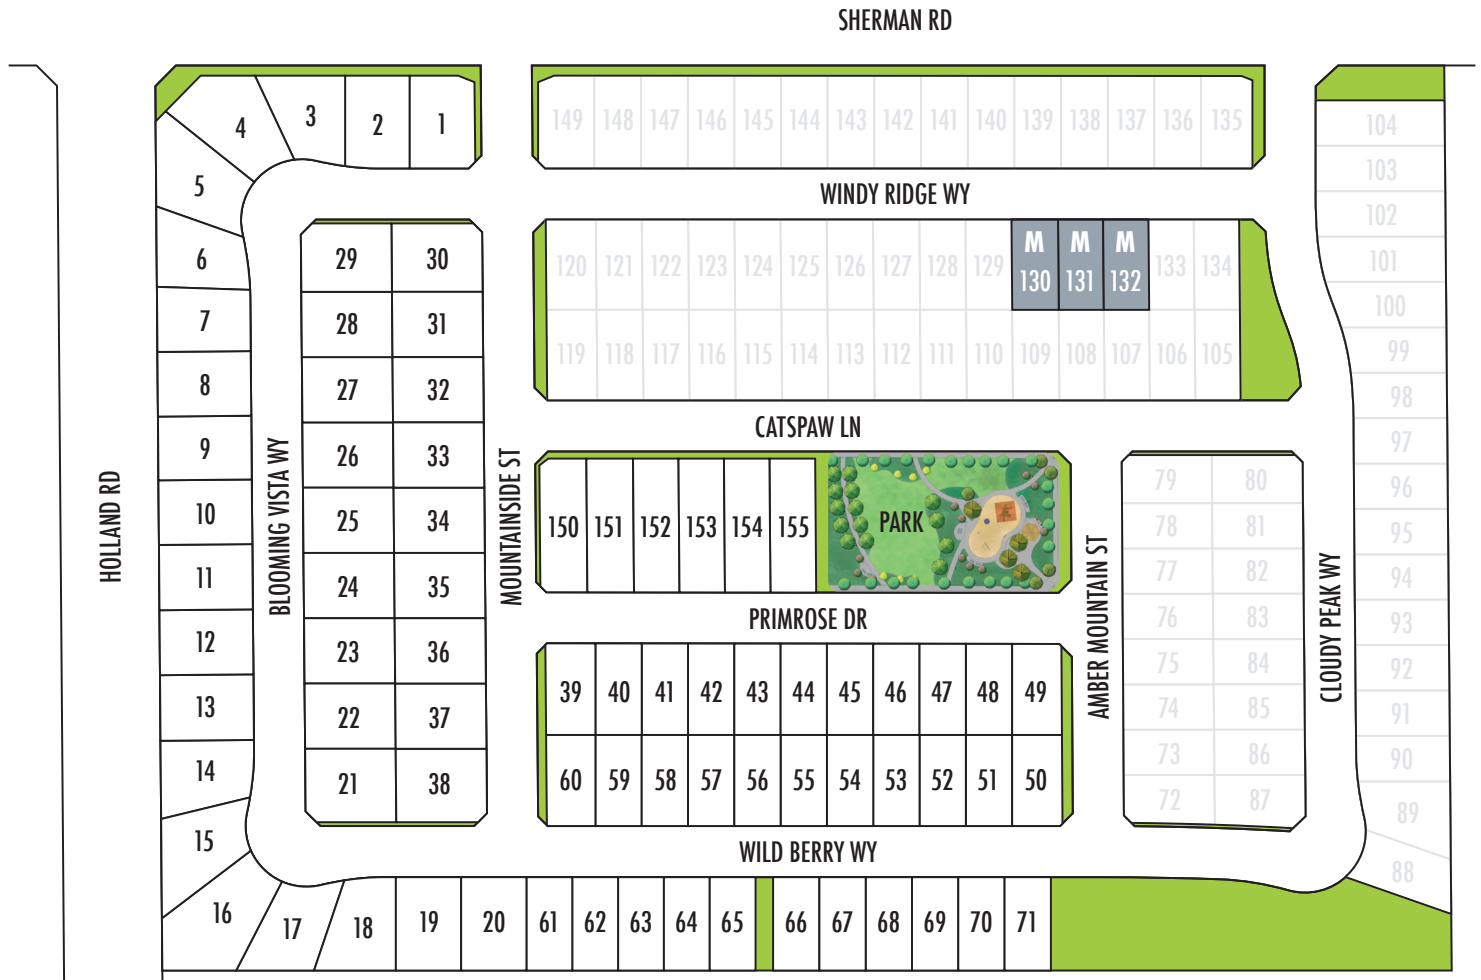 SHERMAN RD
4 3 2 1
149 148 147 146 145 144 143 142 141 140 139 138 137 136 135
104
103
102
101
100
99
98
97
96
95
94
93
92
91
90
89
88
WINDY RIDGE WY
5
6
7
8
9
10
11
12
13
14
15
16 17 18 19 20 61 62 63 64 65 66 67 68 69 70 71
HOLLAND RD
BLOOMING VISTA WY
29 30
28 31
27 32
26 33
25 34
24 35
23 36
22 37
21 38
MOUNTAINSIDE ST
M M M
120 121 122 123 124 125 126 127 128 129 130 131 132 133 134
119 118 117 116 115 114 113 112 111 110 109 108 107 106 105
CATSPAW LN
150 151 152 153 154 155 PARK
PRIMROSE DR
39 40 41 42 43 44 45 46 47 48 49
60 59 58 57 56 55 54 53 52 51 50
WILD BERRY WY
AMBER MOUNTAIN ST
79 80
78 81
77 82
76 83
75 84
74 85
73 86
72 87
CLOUDY PEAK WY